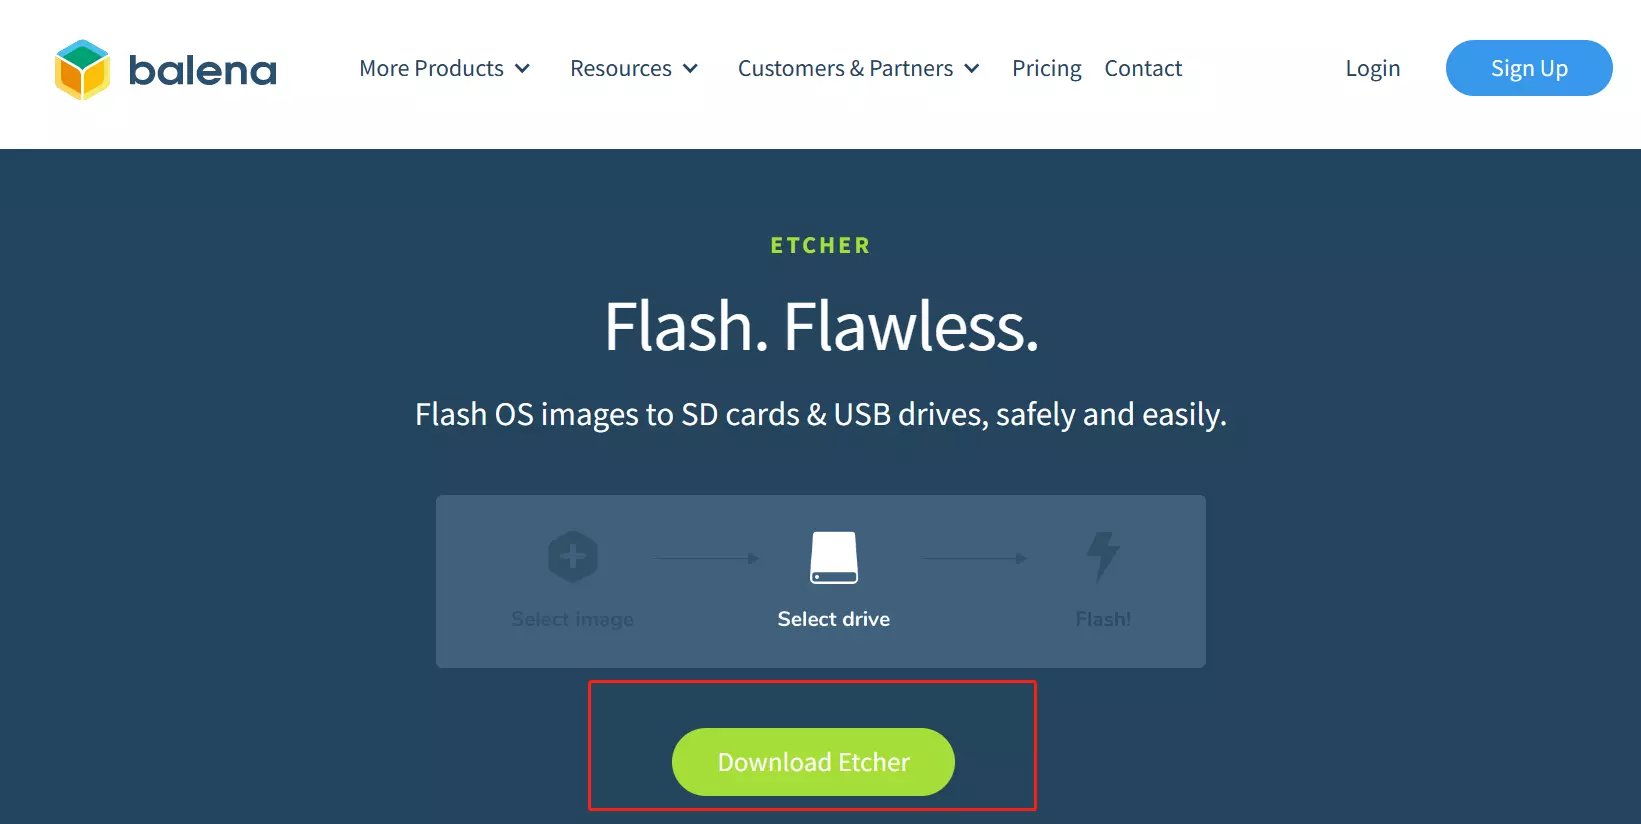 balena More Products Resources Customers & Partners Pricing Contact Login Sign Up
ETCHER
Flash. Flawless.
Flash OS images to SD cards & USB drives, safely and easily.
Select image Select drive Flash!
Download Etcher